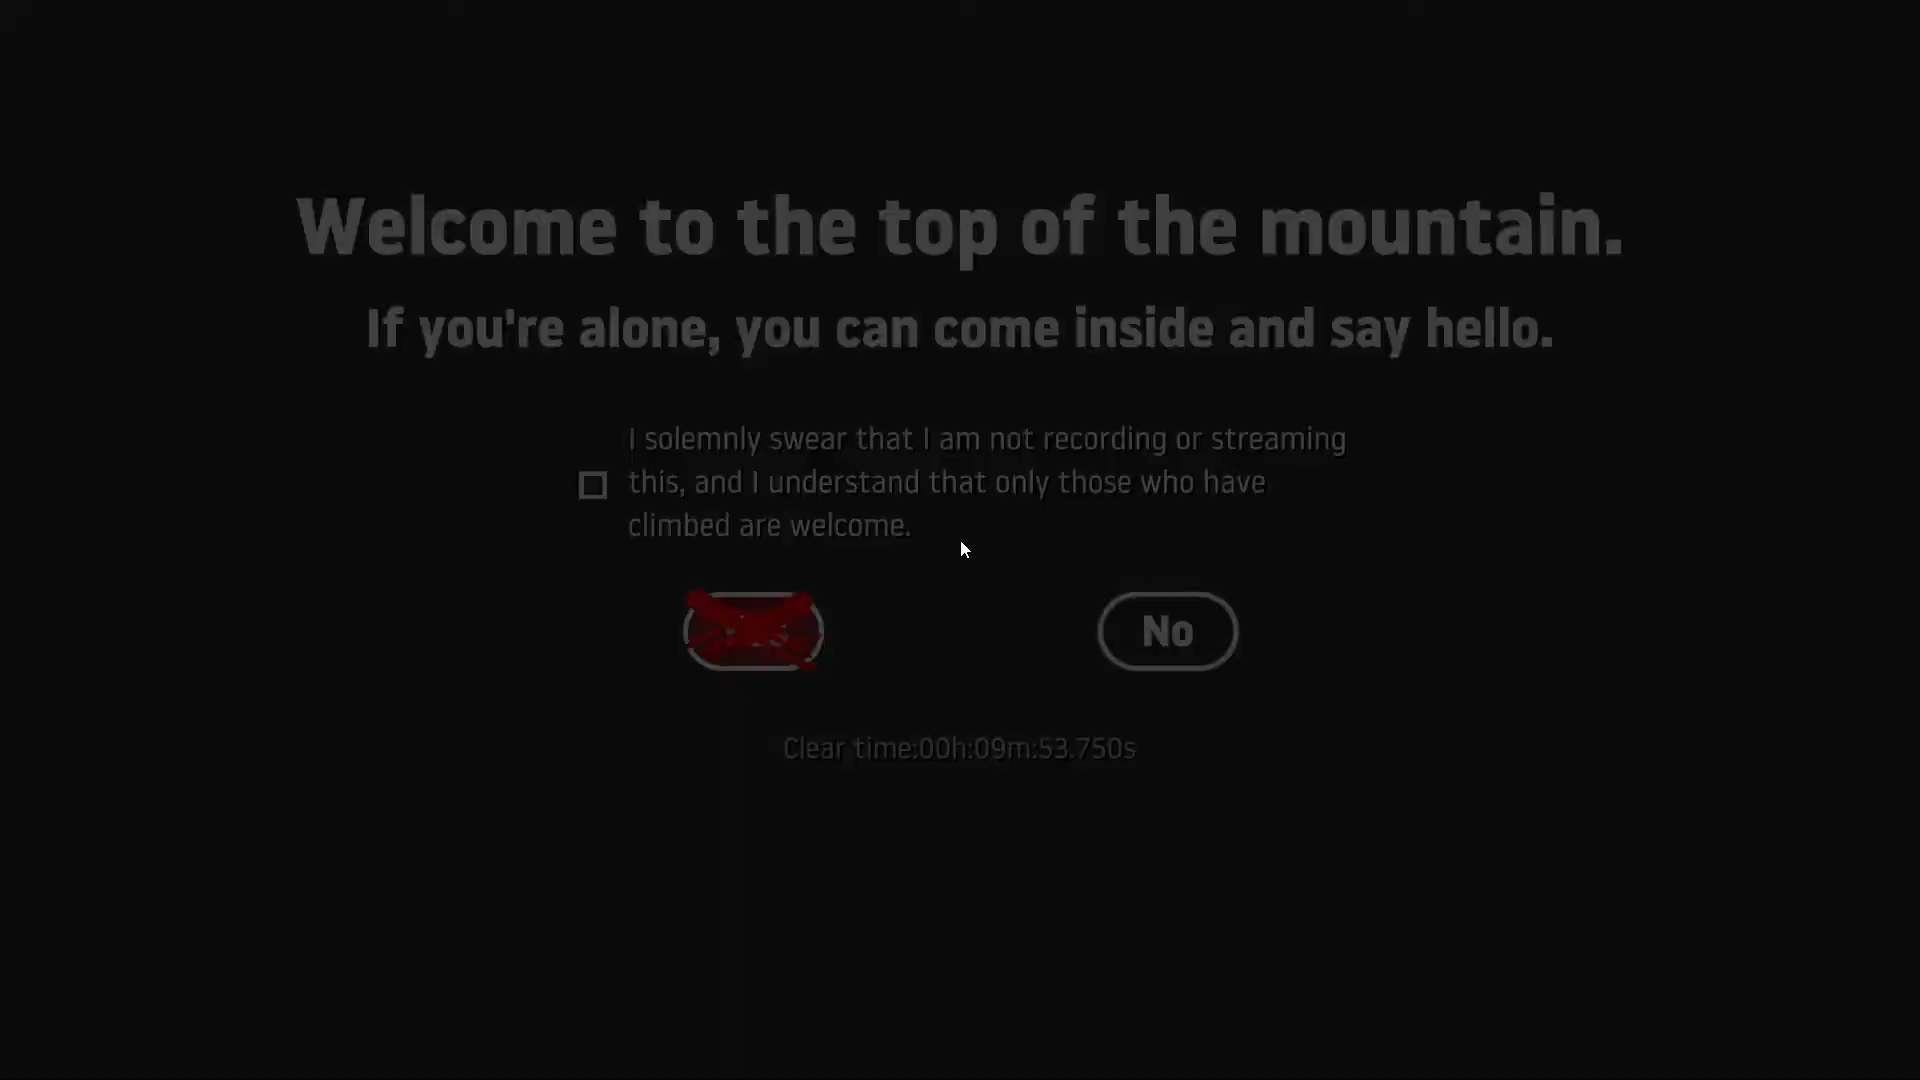 Welcome to the top of the mountain.
If you're alone, you can come inside and say hello.
I solemnly swear that I am not recording or streaming
this, and I understand that only those who have
climbed are welcome.
No
Clear time:00h:09m:53.750s